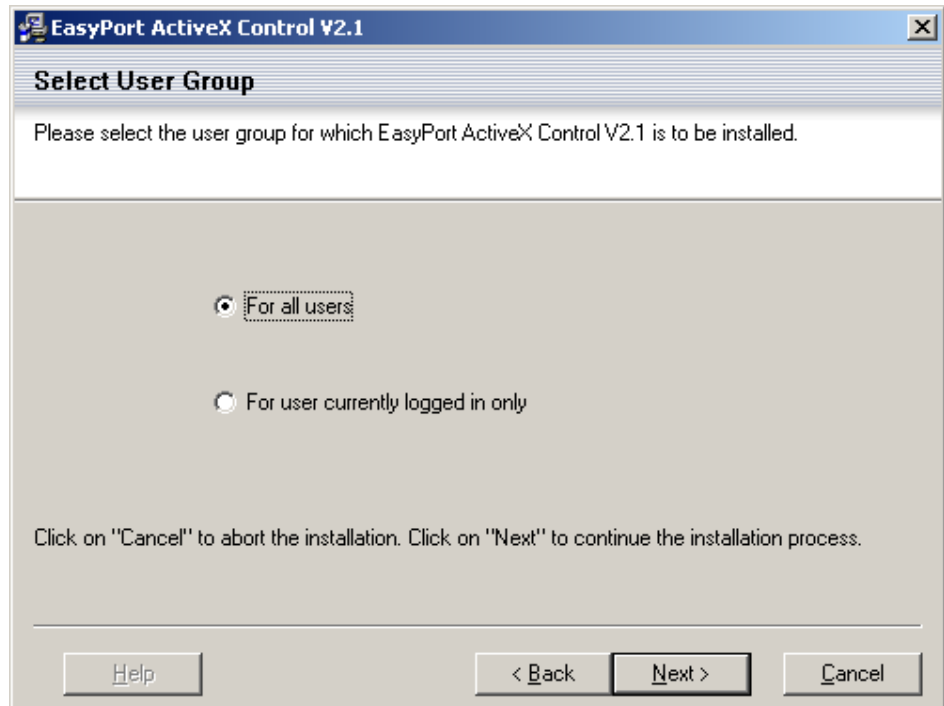 EasyPort ActiveX Control V2.1
Select User Group
Please select the user group for which EasyPort ActiveX Control V2.1 is to be installed.
For all users
For user currently logged in only
Click on "Cancel" to abort the installation. Click on "Next" to continue the installation process.
Help < Back Next > Cancel